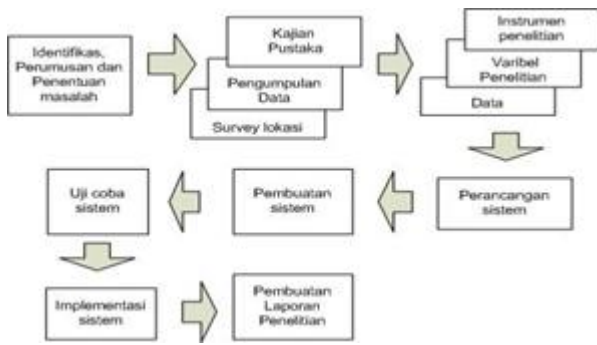 Identifikas,
Perumusan dan
Penentuan
masalah
Kajian
Pustaka
Pengumpulan
Data
Survey lokasi
Instrumen
penelitian
Varibel
Penelitian
Data
Perancangan
sistem
Pembuatan
sistem
Uji coba
sistem
Implementasi
sistem
Pembuatan
Laporan
Penelitian